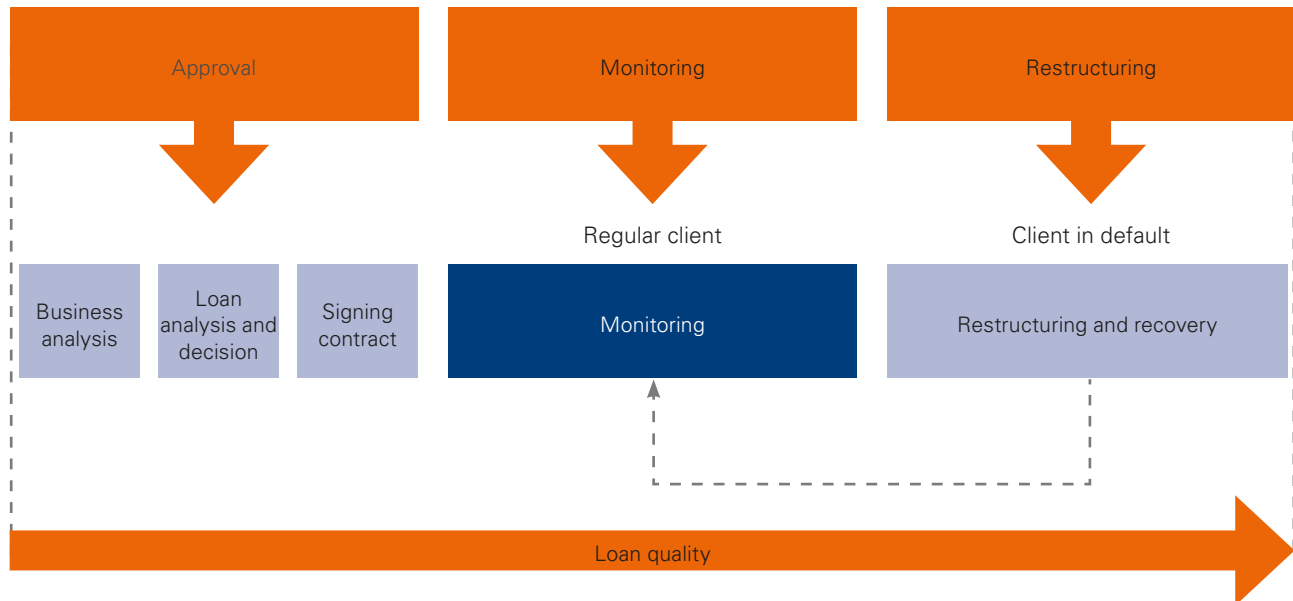 Approval
Monitoring
Restructuring
Regular client
Client in default
Business
analysis
Loan
analysis and
decision
Signing
contract
Monitoring
Restructuring and recovery
Loan quality